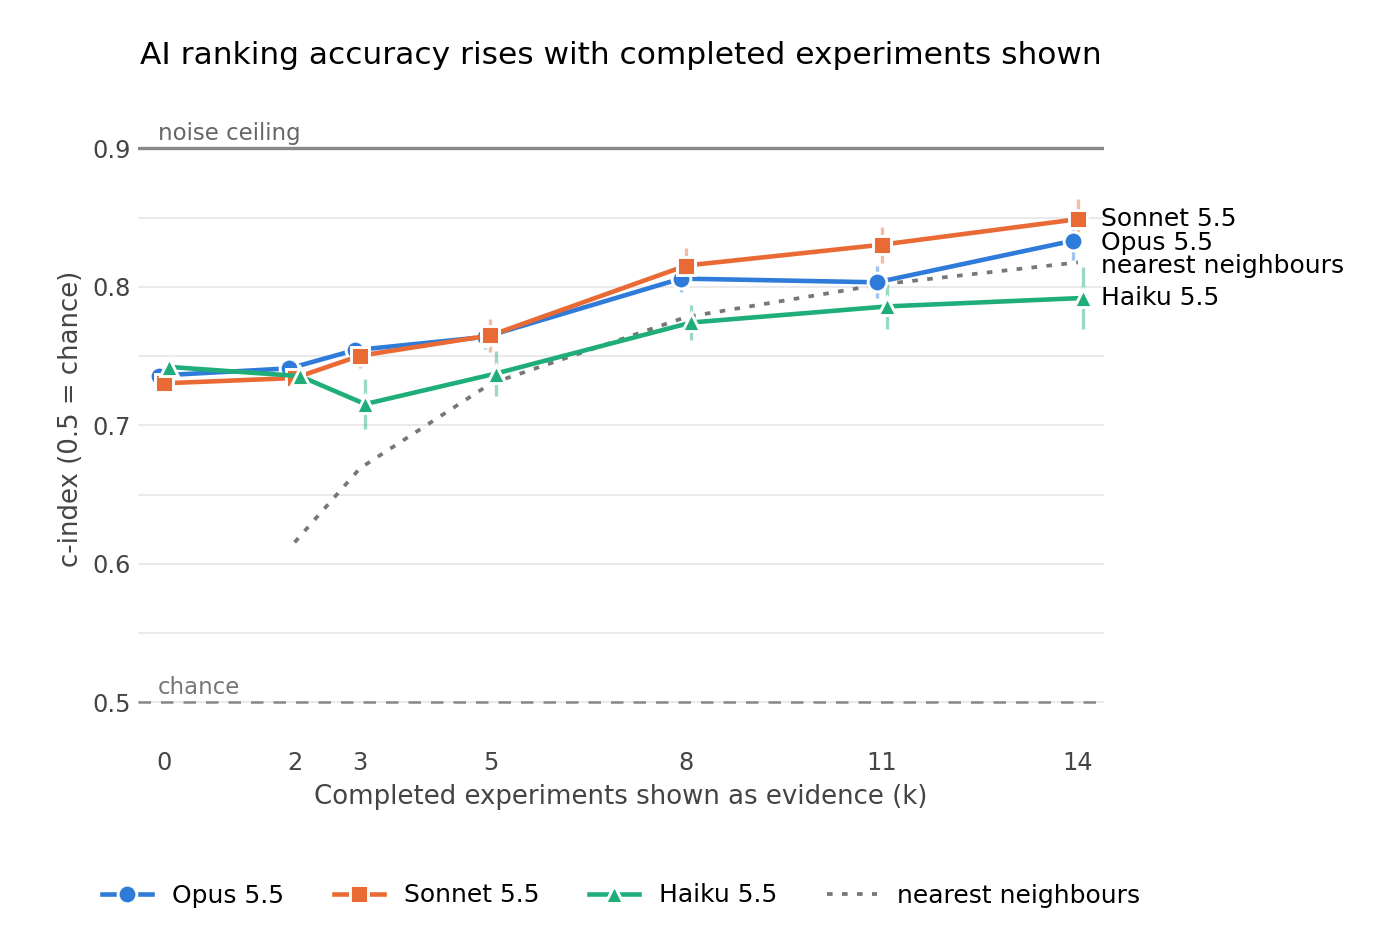 AI ranking accuracy rises with completed experiments shown
noise ceiling
0.9
0.8
0.7
0.6
0.5
c-index (0.5 = chance)
Sonnet 5.5
Opus 5.5
nearest neighbours
Haiku 5.5
chance
0 2 3 5 8 11 14
Completed experiments shown as evidence (k)
Opus 5.5 Sonnet 5.5 Haiku 5.5 nearest neighbours